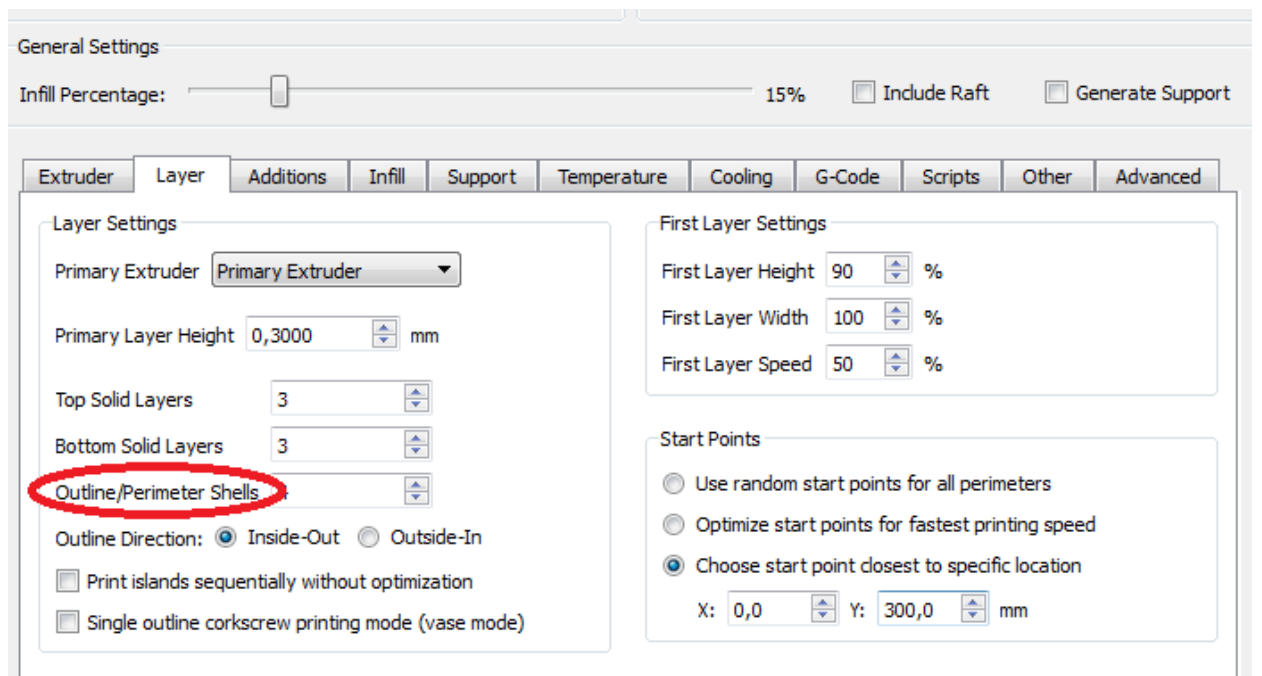 General Settings
Infill Percentage: 15% Include Raft Generate Support
Extruder Layer Additions Infill Support Temperature Cooling G-Code Scripts Other Advanced
Layer Settings
Primary Extruder Primary Extruder
Primary Layer Height 0,3000 mm
Top Solid Layers 3
Bottom Solid Layers 3
Outline/Perimeter Shells
Outline Direction: Inside-Out Outside-In
Print islands sequentially without optimization
Single outline corkscrew printing mode (vase mode)
First Layer Settings
First Layer Height 90 %
First Layer Width 100 %
First Layer Speed 50 %
Start Points
Use random start points for all perimeters
Optimize start points for fastest printing speed
Choose start point closest to specific location
X: 0,0 Y: 300,0 mm